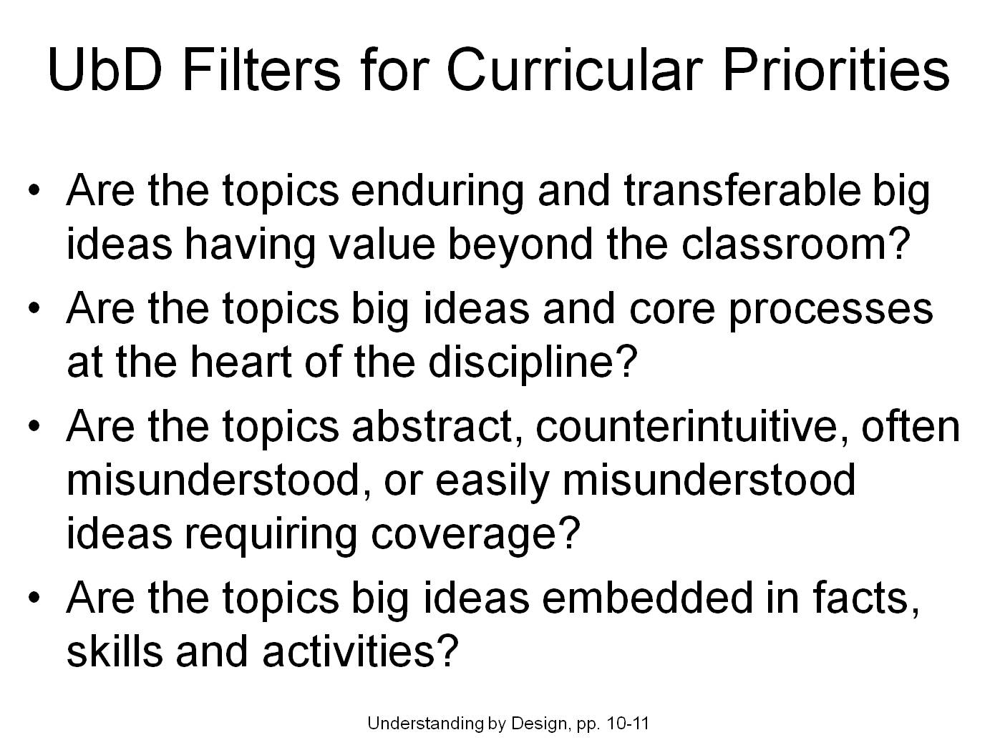 UbD Filters for Curricular Priorities
• Are the topics enduring and transferable big
ideas having value beyond the classroom?
• Are the topics big ideas and core processes
at the heart of the discipline?
• Are the topics abstract, counterintuitive, often
misunderstood, or easily misunderstood
ideas requiring coverage?
• Are the topics big ideas embedded in facts,
skills and activities?
Understanding by Design, pp. 10-11